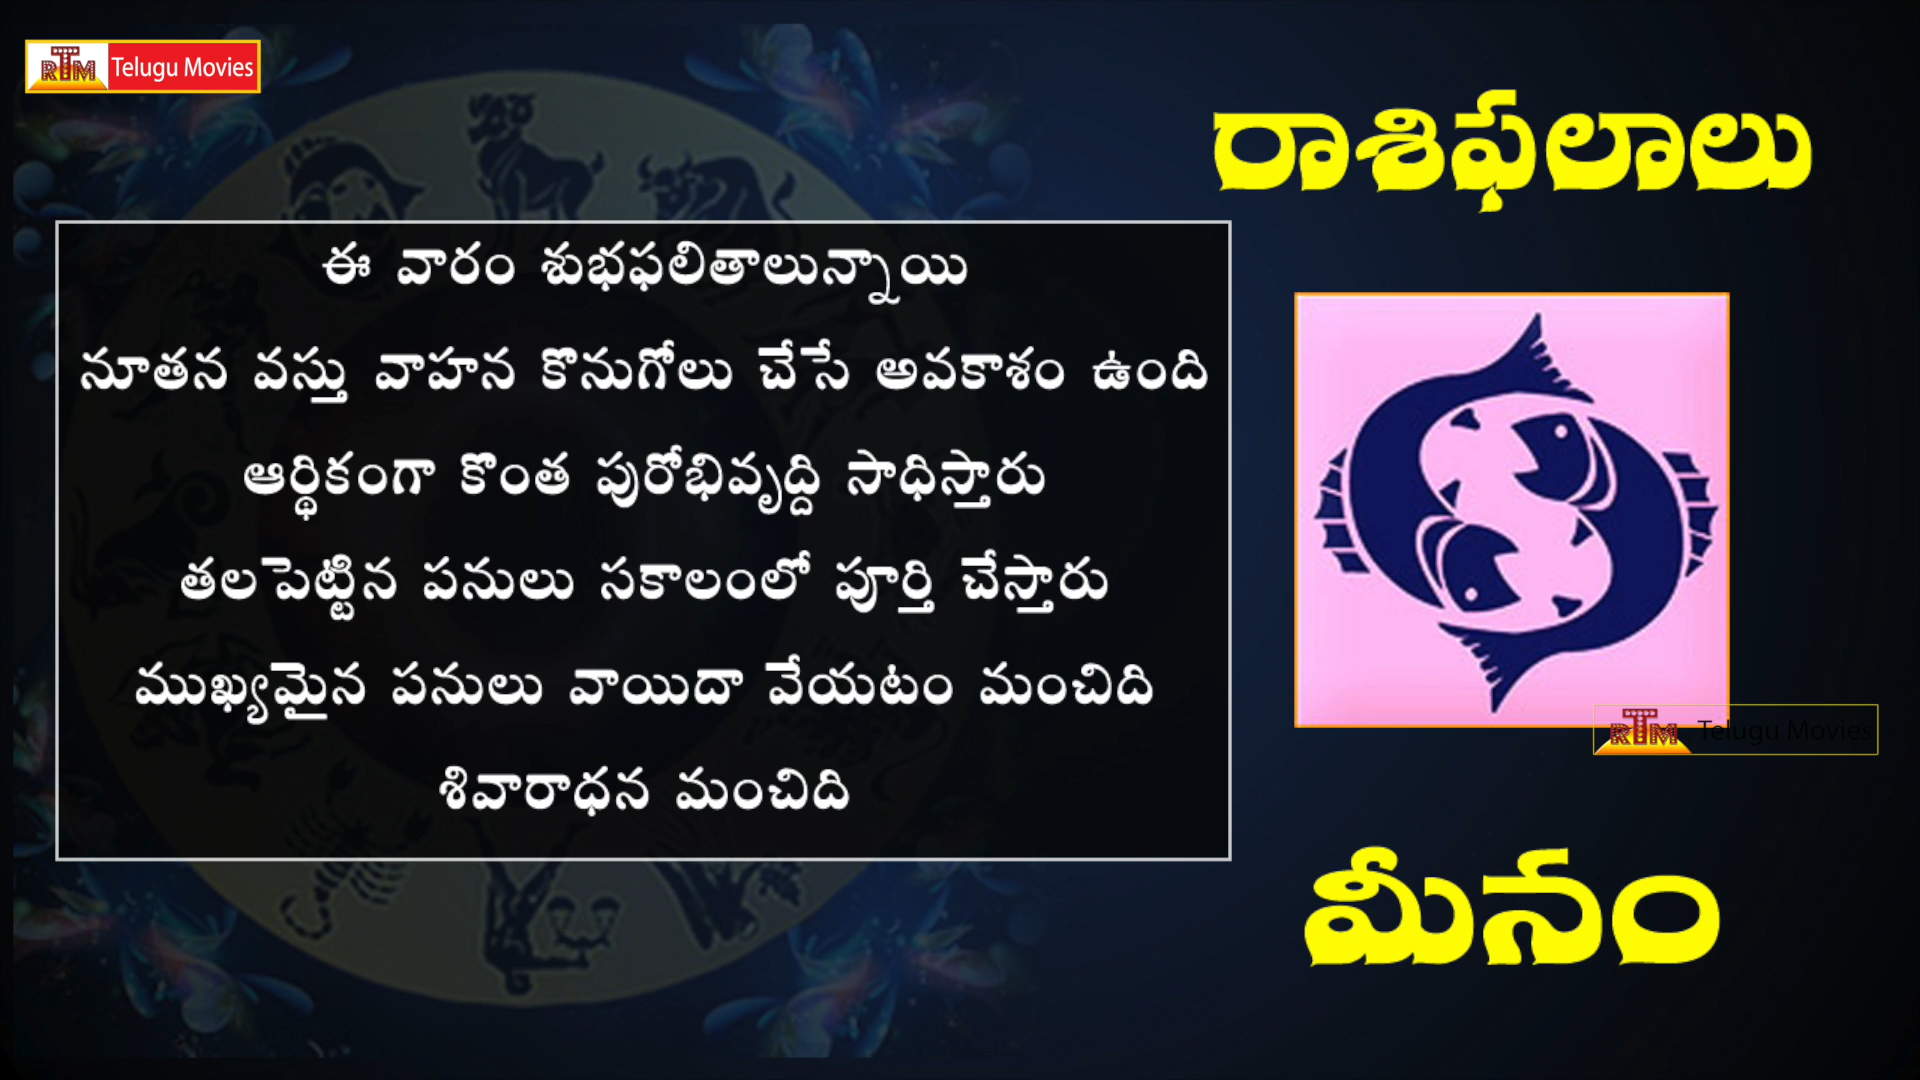 RTM Telugu Movies
రాశిఫలాలు
ఈ వారం శుభఫలితాలున్నాయి
నూతన వస్తు వాహన కొనుగోలు చేసే అవకాశం ఉంది
ఆర్థికంగా కొంత పురోభివృద్ది సాధిస్తారు
తలపెట్టిన పనులు సకాలంలో పూర్తి చేస్తారు
ముఖ్యమైన పనులు వాయిదా వేయటం మంచిది
శివారాధన మంచిది
RTM Telugu Movies
మీనం